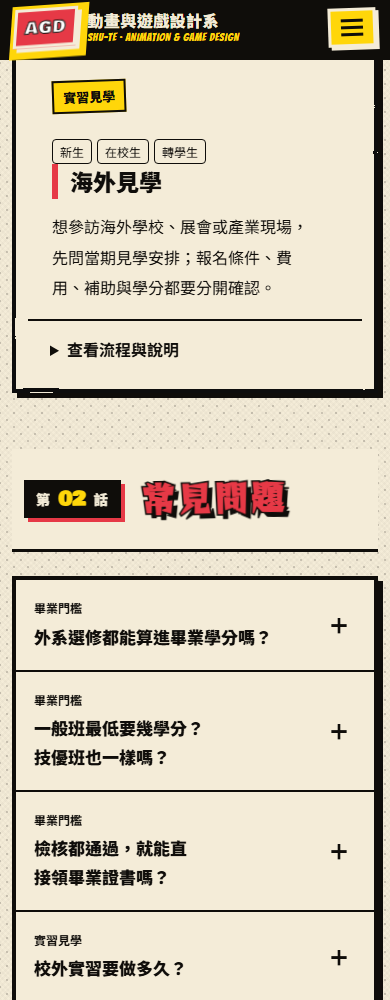 AGD
動畫與遊戲設計系
SHU-TE · ANIMATION & GAME DESIGN
實習見學
新生
在校生
轉學生
海外見學
想參訪海外學校、展會或產業現場，
先問當期見學安排；報名條件、費
用、補助與學分都要分開確認。
▶ 查看流程與說明
第 02 話
常見問題
畢業門檻
外系選修都能算進畢業學分嗎？
+
畢業門檻
一般班最低要幾學分？
技優班也一樣嗎？
+
畢業門檻
檢核都通過，就能直
接領畢業證書嗎？
+
實習見學
校外實習要做多久？
+